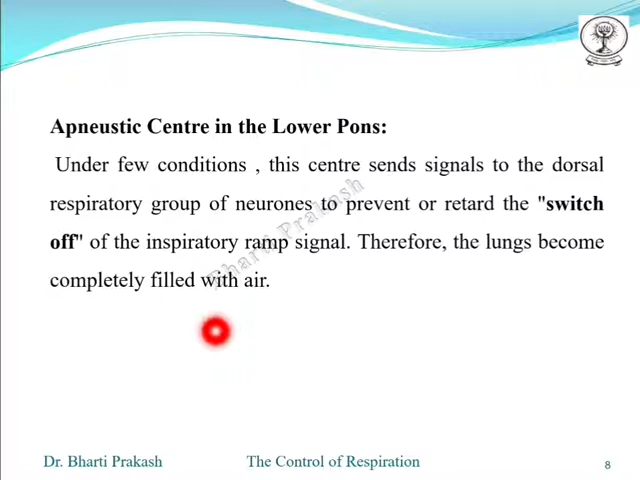 Apneustic Centre in the Lower Pons:
Under few conditions , this centre sends signals to the dorsal
respiratory group of neurones to prevent or retard the "switch
off" of the inspiratory ramp signal. Therefore, the lungs become
completely filled with air.
Bharti Prakash
Dr. Bharti Prakash
The Control of Respiration
8